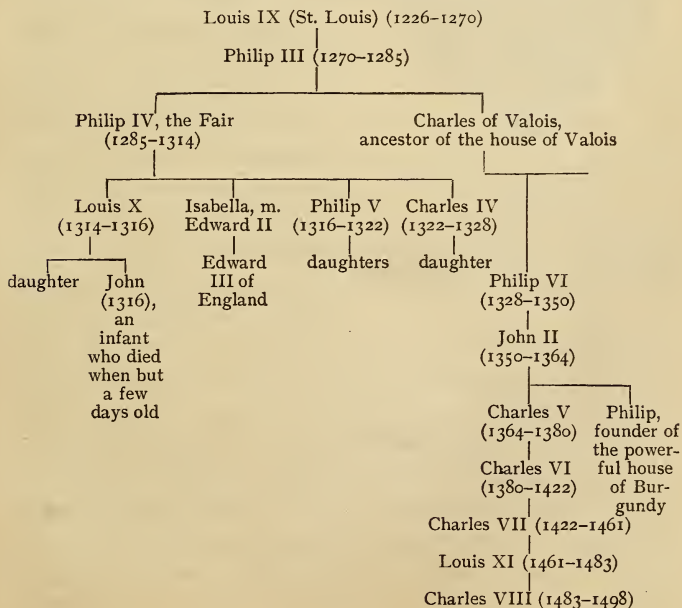 Louis IX (St. Louis) (1226–1270)
Philip III (1270–1285)
Philip IV, the Fair
(1285–1314)
Charles of Valois,
ancestor of the house of Valois
Louis X
(1314–1316)
Isabella, m.
Edward II
Philip V
(1316–1322)
Charles IV
(1322–1328)
daughter
John
(1316),
an
infant
who died
when but
a few
days old
Edward
III of
England
daughters
daughter
Philip VI
(1328–1350)
John II
(1350–1364)
Charles V
(1364–1380)
Philip,
founder of
the power-
ful house
of Bur-
gundy
Charles VI
(1380–1422)
Charles VII (1422–1461)
Louis XI (1461–1483)
Charles VIII (1483–1498)